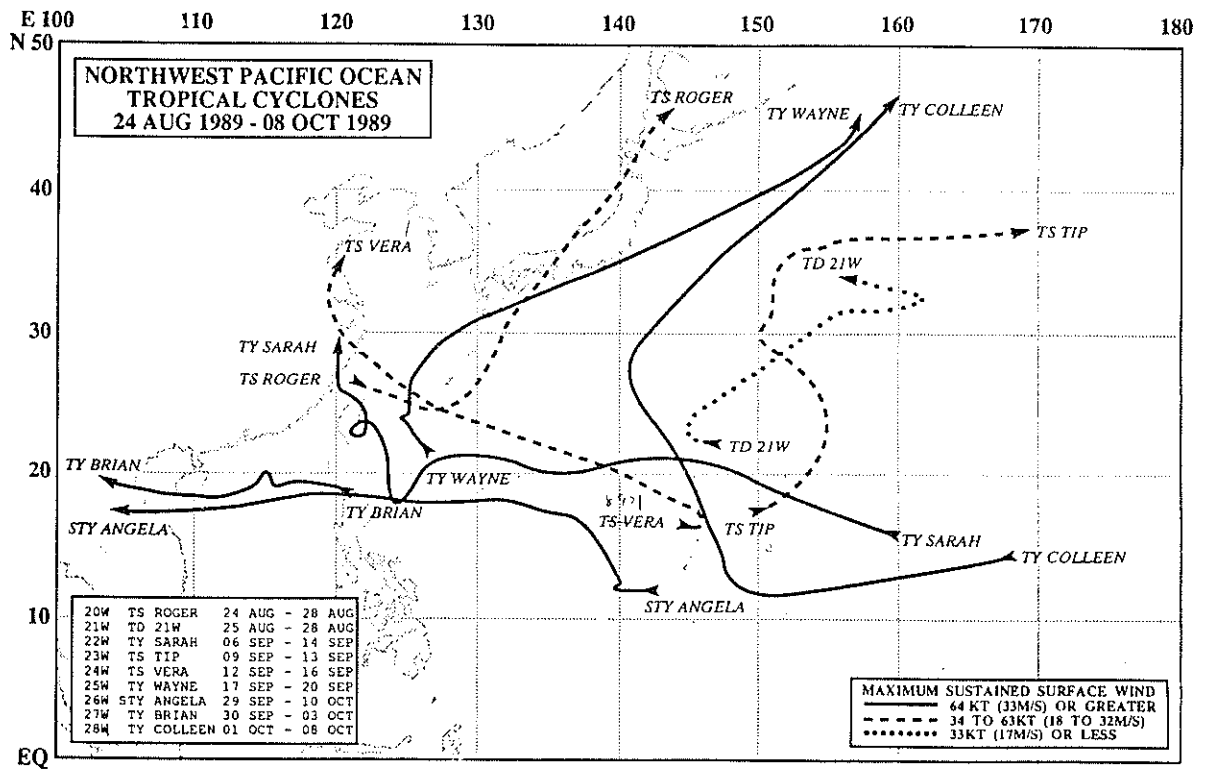 E 100 110 120 130 140 150 160 170 180
N 50
NORTHWEST PACIFIC OCEAN
TROPICAL CYCLONES
24 AUG 1989 - 08 OCT 1989
TS ROGER
TY WAYNE
TY COLLEEN
40
TS VERA
TS TIP
TD 21W
30
TY SARAH
TS ROGER
TD 21W
20
TY BRIAN
TY WAYNE
TY BRIAN
STY ANGELA
TS VERA
TS TIP
TY SARAH
TY COLLEEN
STY ANGELA
10
20W TS ROGER 24 AUG - 28 AUG
21W TD 21W 25 AUG - 28 AUG
22W TY SARAH 06 SEP - 14 SEP
23W TS TIP 09 SEP - 13 SEP
24W TS VERA 12 SEP - 16 SEP
25W TY WAYNE 17 SEP - 20 SEP
26W STY ANGELA 29 SEP - 10 OCT
27W TY BRIAN 30 SEP - 03 OCT
28W TY COLLEEN 01 OCT - 08 OCT
MAXIMUM SUSTAINED SURFACE WIND
64 KT (33M/S) OR GREATER
34 TO 63KT (18 TO 32M/S)
33KT (17M/S) OR LESS
EQ